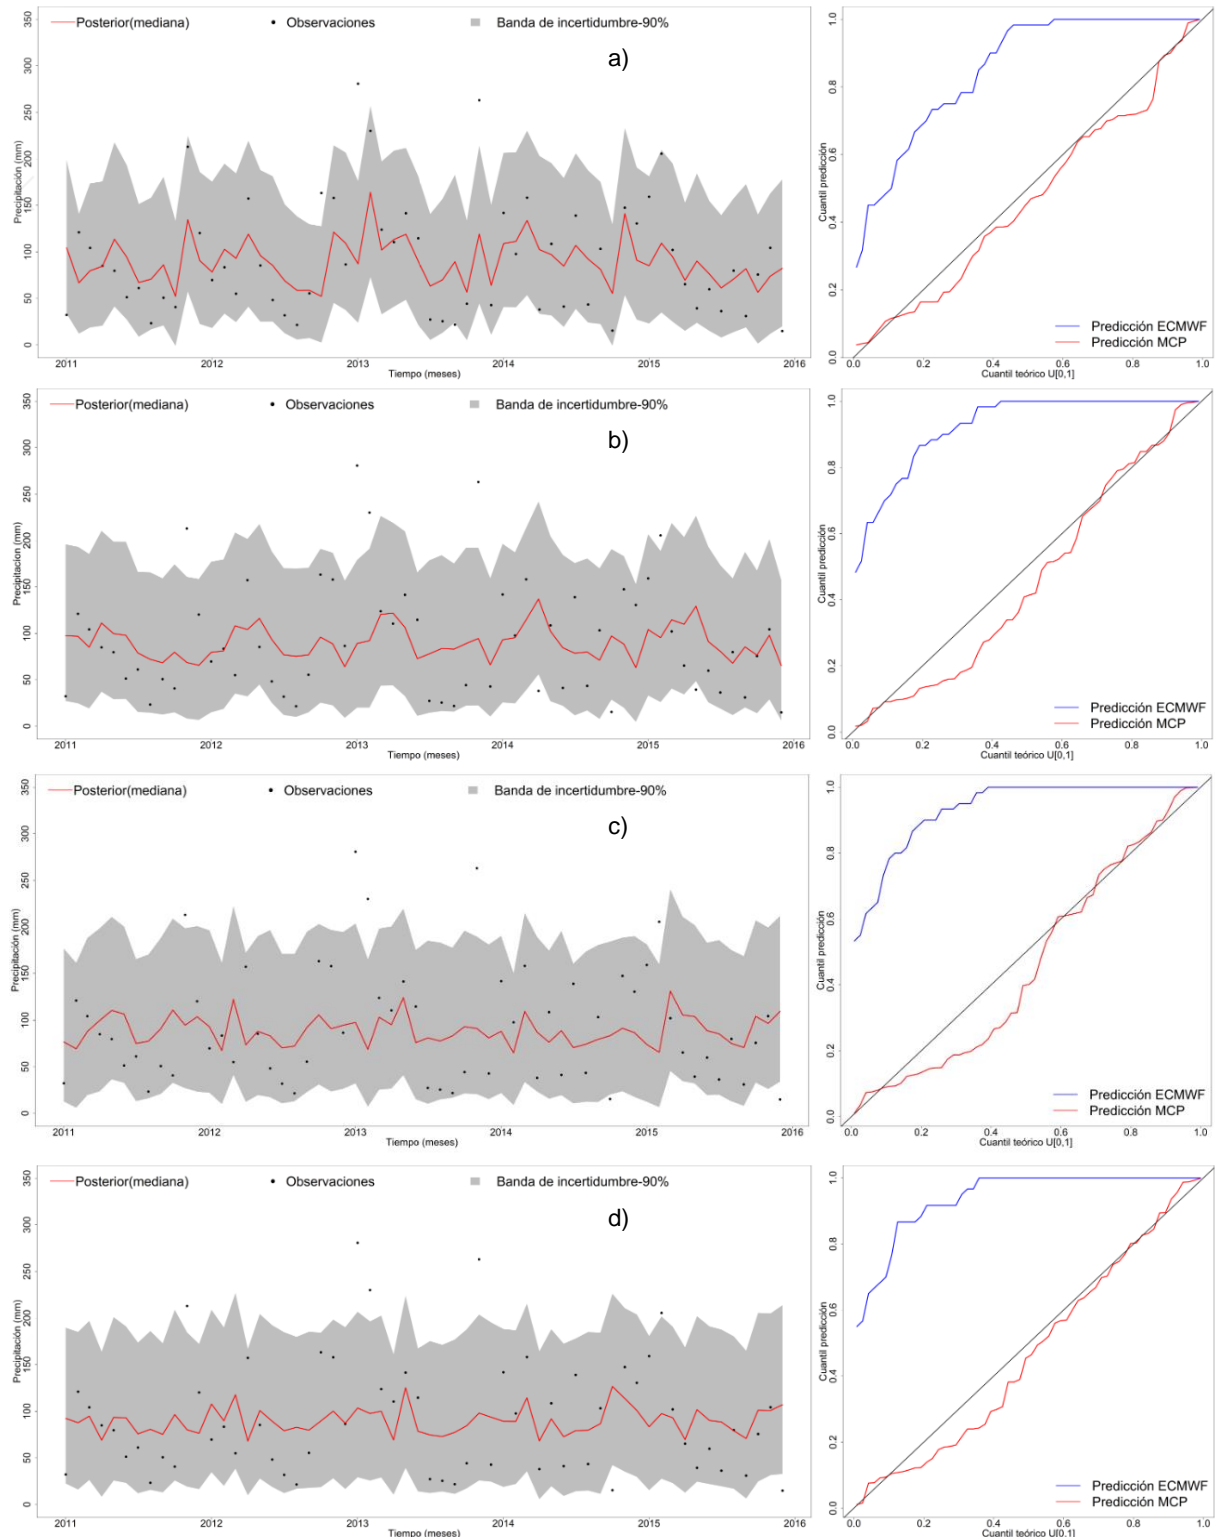 Posterior(mediana) Observaciones Banda de incertidumbre-90%
a)
Precipitación (mm)
0 50 100 150 200 250 300 350
2011 2012 2013 2014 2015 2016
Tiempo (meses)
Cuantil predicción
0.0 0.2 0.4 0.6 0.8 1.0
Predicción ECMWF
Predicción MCP
0.0 0.2 0.4 0.6 0.8 1.0
Cuantil teórico U[0,1]
Posterior(mediana) Observaciones Banda de incertidumbre-90%
b)
Precipitacion (mm)
0 50 100 150 200 250 300 350
2011 2012 2013 2014 2015 2016
Tiempo (meses)
Cuantil predicción
0.0 0.2 0.4 0.6 0.8 1.0
Predicción ECMWF
Predicción MCP
0.0 0.2 0.4 0.6 0.8 1.0
Cuantil teórico U[0,1]
Posterior(mediana) Observaciones Banda de incertidumbre-90%
c)
Precipitación (mm)
0 50 100 150 200 250 300 350
2011 2012 2013 2014 2015 2016
Tiempo (meses)
Cuantil predicción
0.0 0.2 0.4 0.6 0.8 1.0
Predicción ECMWF
Predicción MCP
0.0 0.2 0.4 0.6 0.8 1.0
Cuantil teórico U[0,1]
Posterior(mediana) Observaciones Banda de incertidumbre-90%
d)
Precipitación (mm)
0 50 100 150 200 250 300 350
2011 2012 2013 2014 2015 2016
Tiempo (meses)
Cuantil predicción
0.0 0.2 0.4 0.6 0.8 1.0
Predicción ECMWF
Predicción MCP
0.0 0.2 0.4 0.6 0.8 1.0
Cuantil teórico U[0,1]